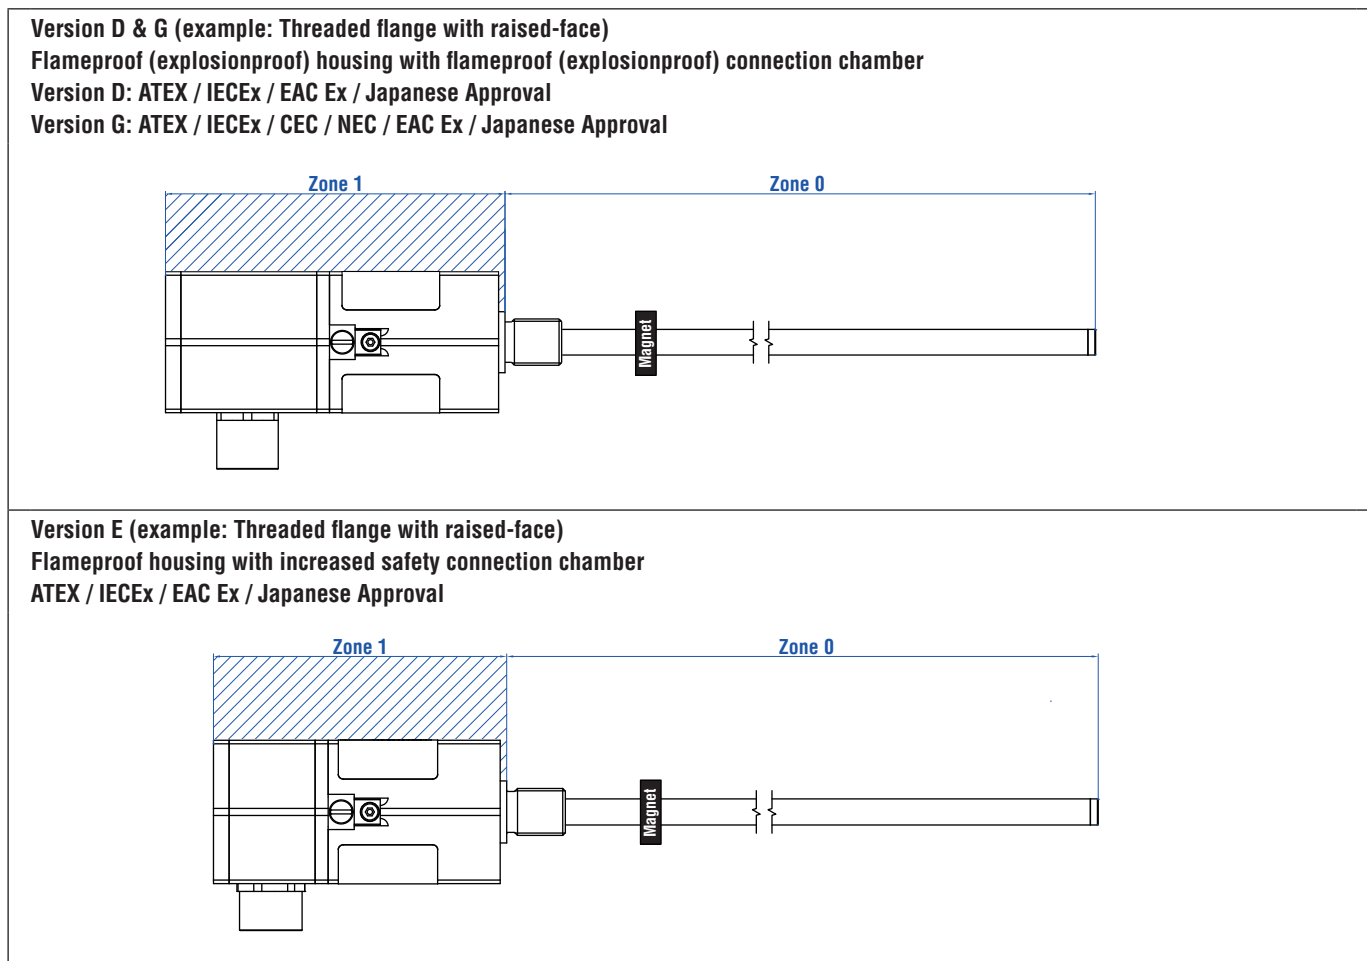 Version D & G (example: Threaded flange with raised-face)
Flameproof (explosionproof) housing with flameproof (explosionproof) connection chamber
Version D: ATEX / IECEx / EAC Ex / Japanese Approval
Version G: ATEX / IECEx / CEC / NEC / EAC Ex / Japanese Approval
Zone 1
Zone 0
Magnet
Version E (example: Threaded flange with raised-face)
Flameproof housing with increased safety connection chamber
ATEX / IECEx / EAC Ex / Japanese Approval
Zone 1
Zone 0
Magnet